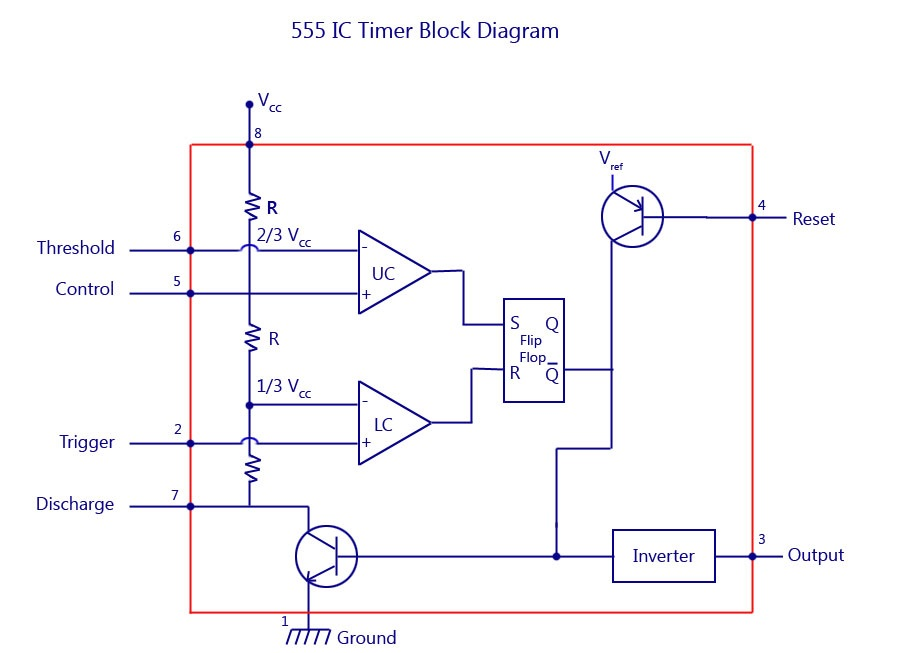 555 IC Timer Block Diagram
Vcc
8
Vref
R
4
Reset
6
2/3 Vcc
Threshold
-
UC
5
Control
+
S Q
Flip
Flop
R Q̅
R
1/3 Vcc
-
LC
2
Trigger
+
7
Discharge
3
Inverter
Output
1
Ground